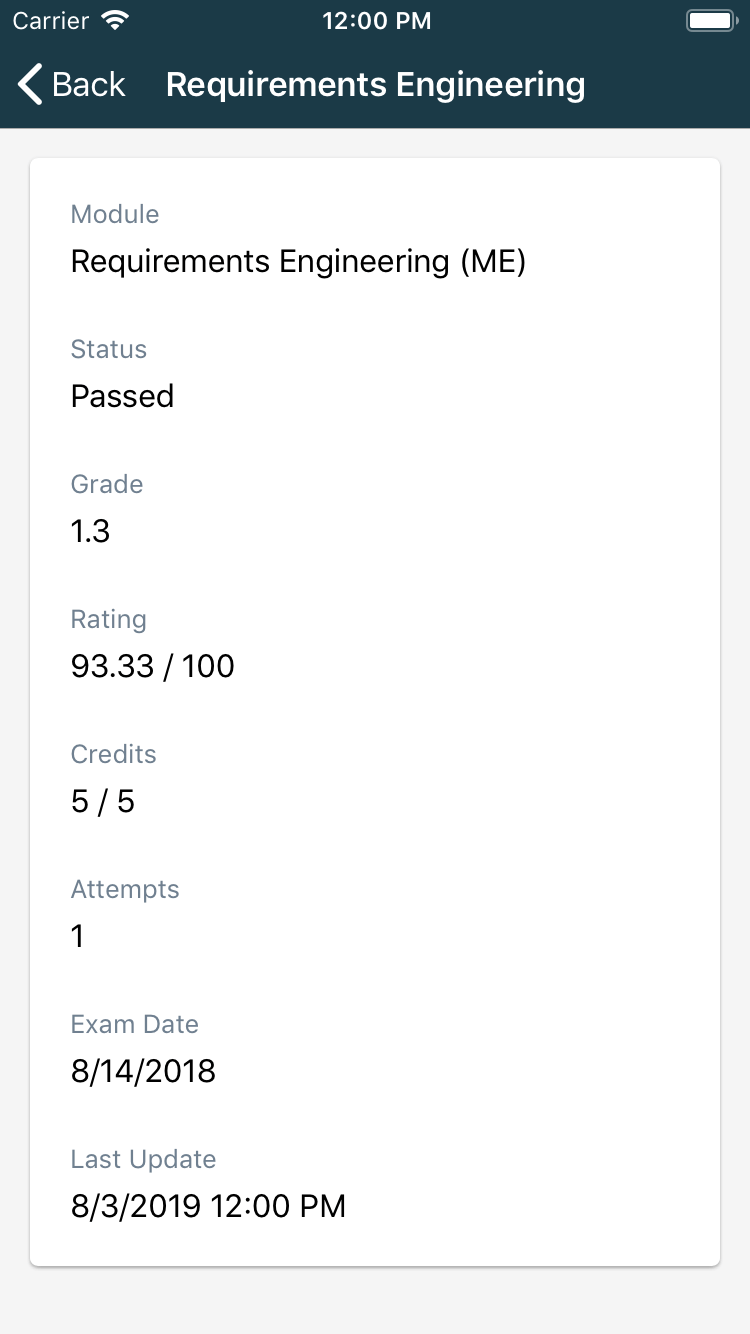 Carrier 12:00 PM
Back Requirements Engineering
Module
Requirements Engineering (ME)
Status
Passed
Grade
1.3
Rating
93.33 / 100
Credits
5 / 5
Attempts
1
Exam Date
8/14/2018
Last Update
8/3/2019 12:00 PM